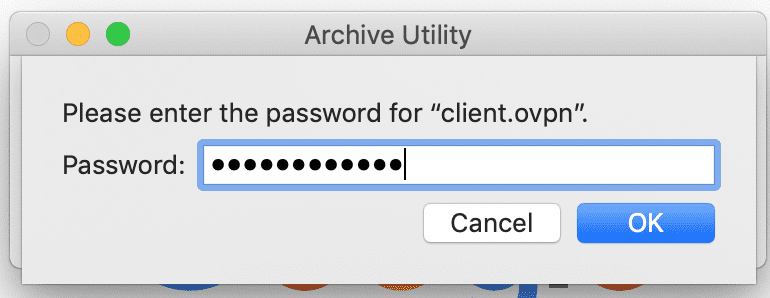 Archive Utility
Please enter the password for “client.ovpn”.
Password: ••••••••••••
Cancel OK